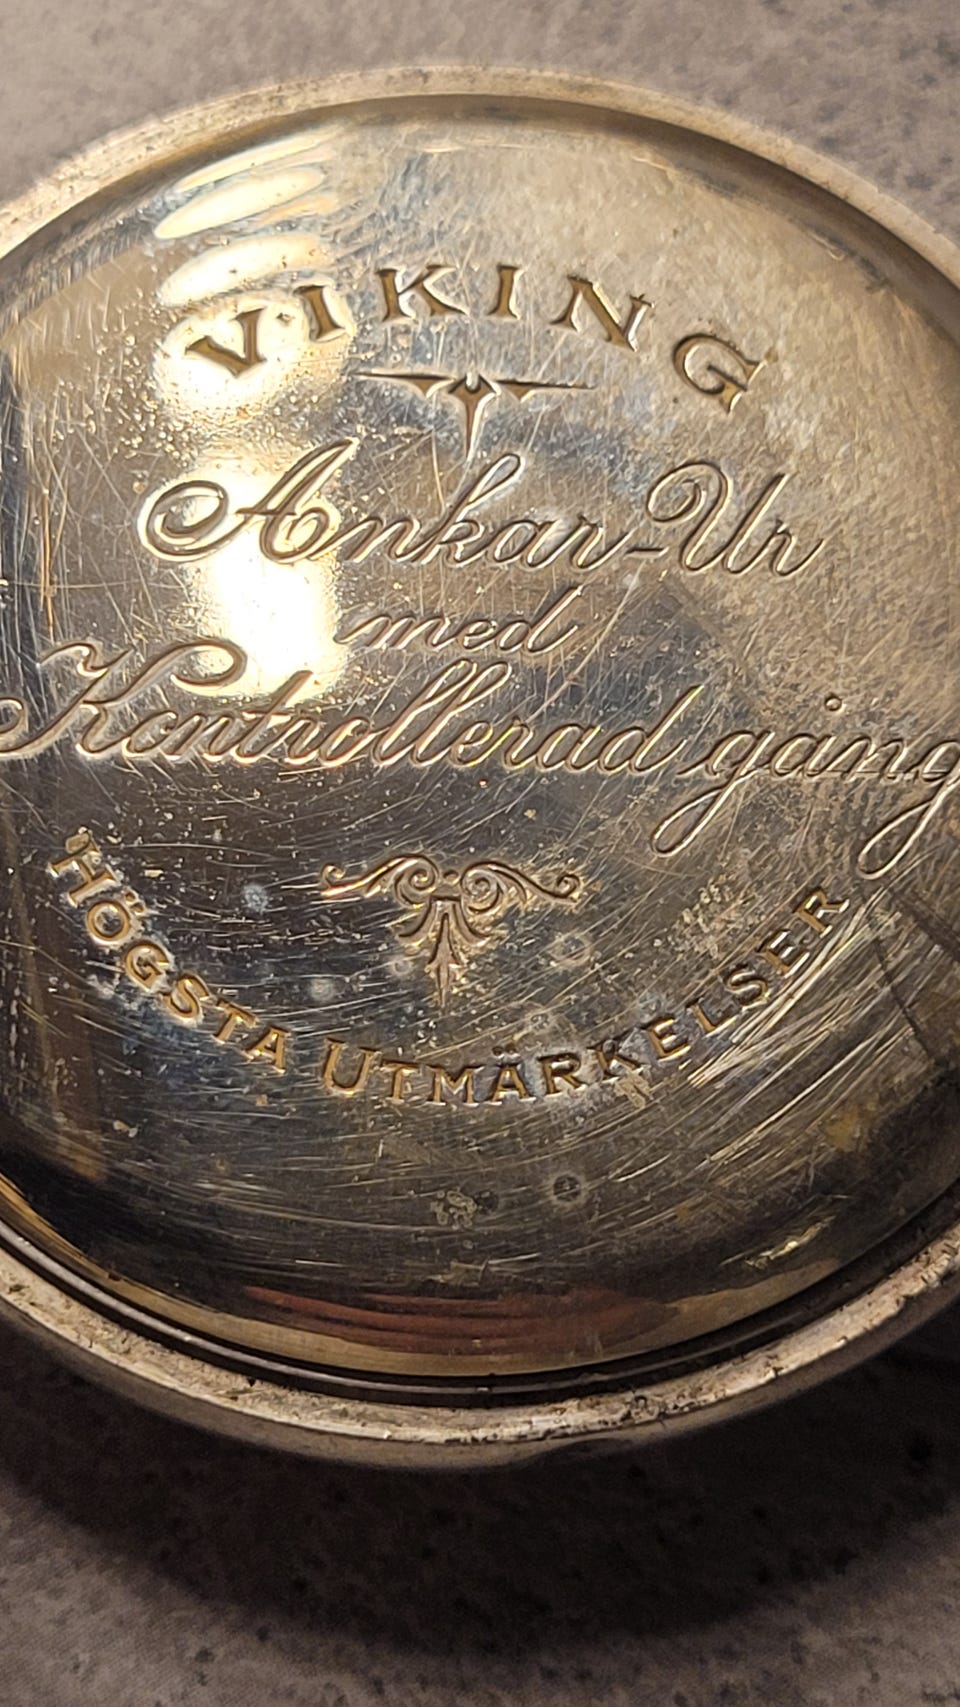 VIKING
Ankar-Ur
med
Kontrollerad gång
HÖGSTA UTMÄRKELSER